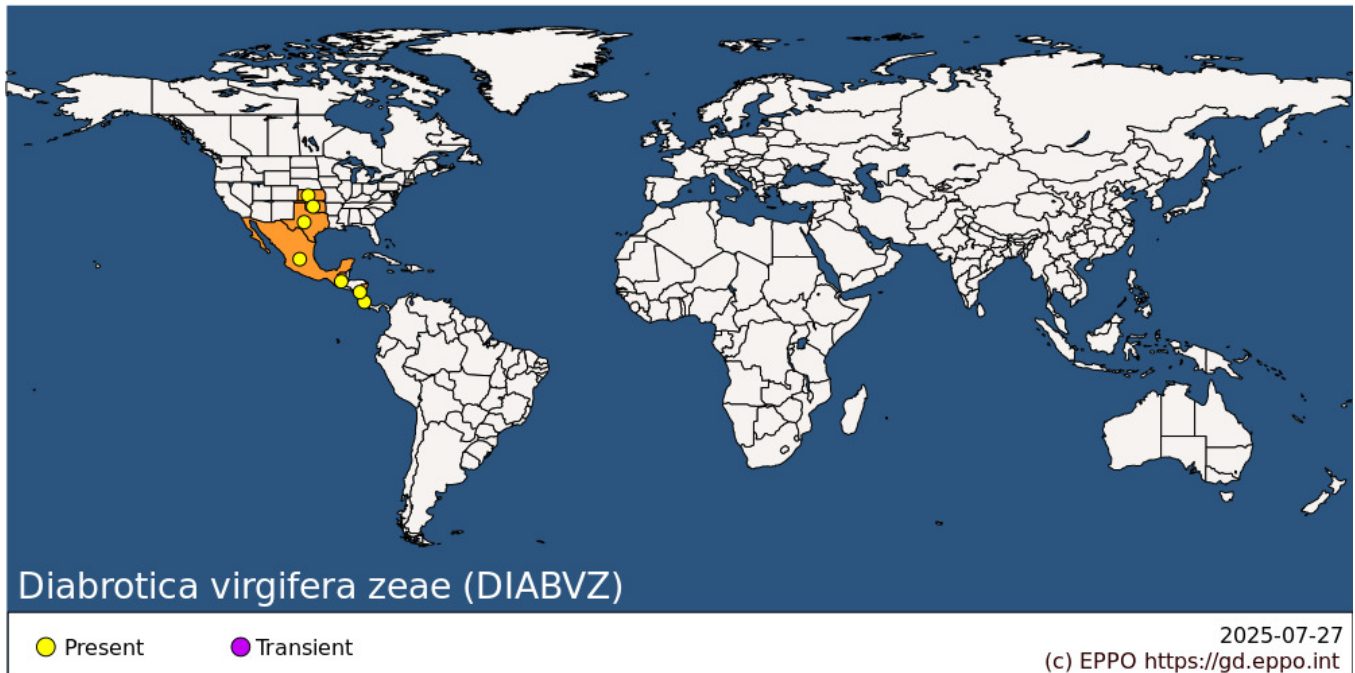 Diabrotica virgifera zeae (DIABVZ)
Present
Transient
2025-07-27
(c) EPPO https://gd.eppo.int